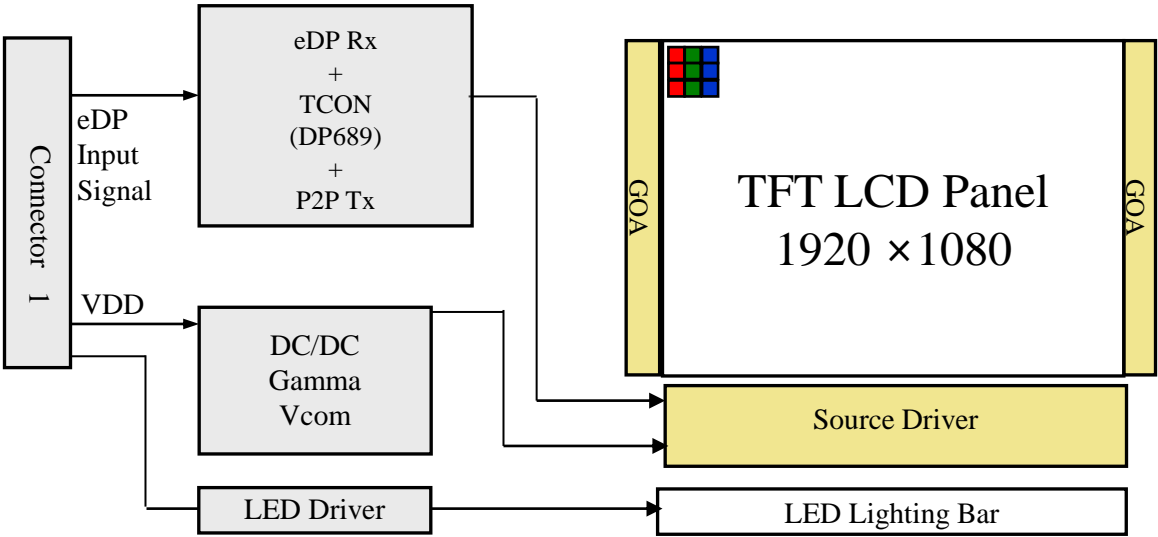 Connector 1
eDP
Input
Signal
VDD
eDP Rx
+
TCON
(DP689)
+
P2P Tx
DC/DC
Gamma
Vcom
LED Driver
GOA
TFT LCD Panel
1920 ×1080
GOA
Source Driver
LED Lighting Bar